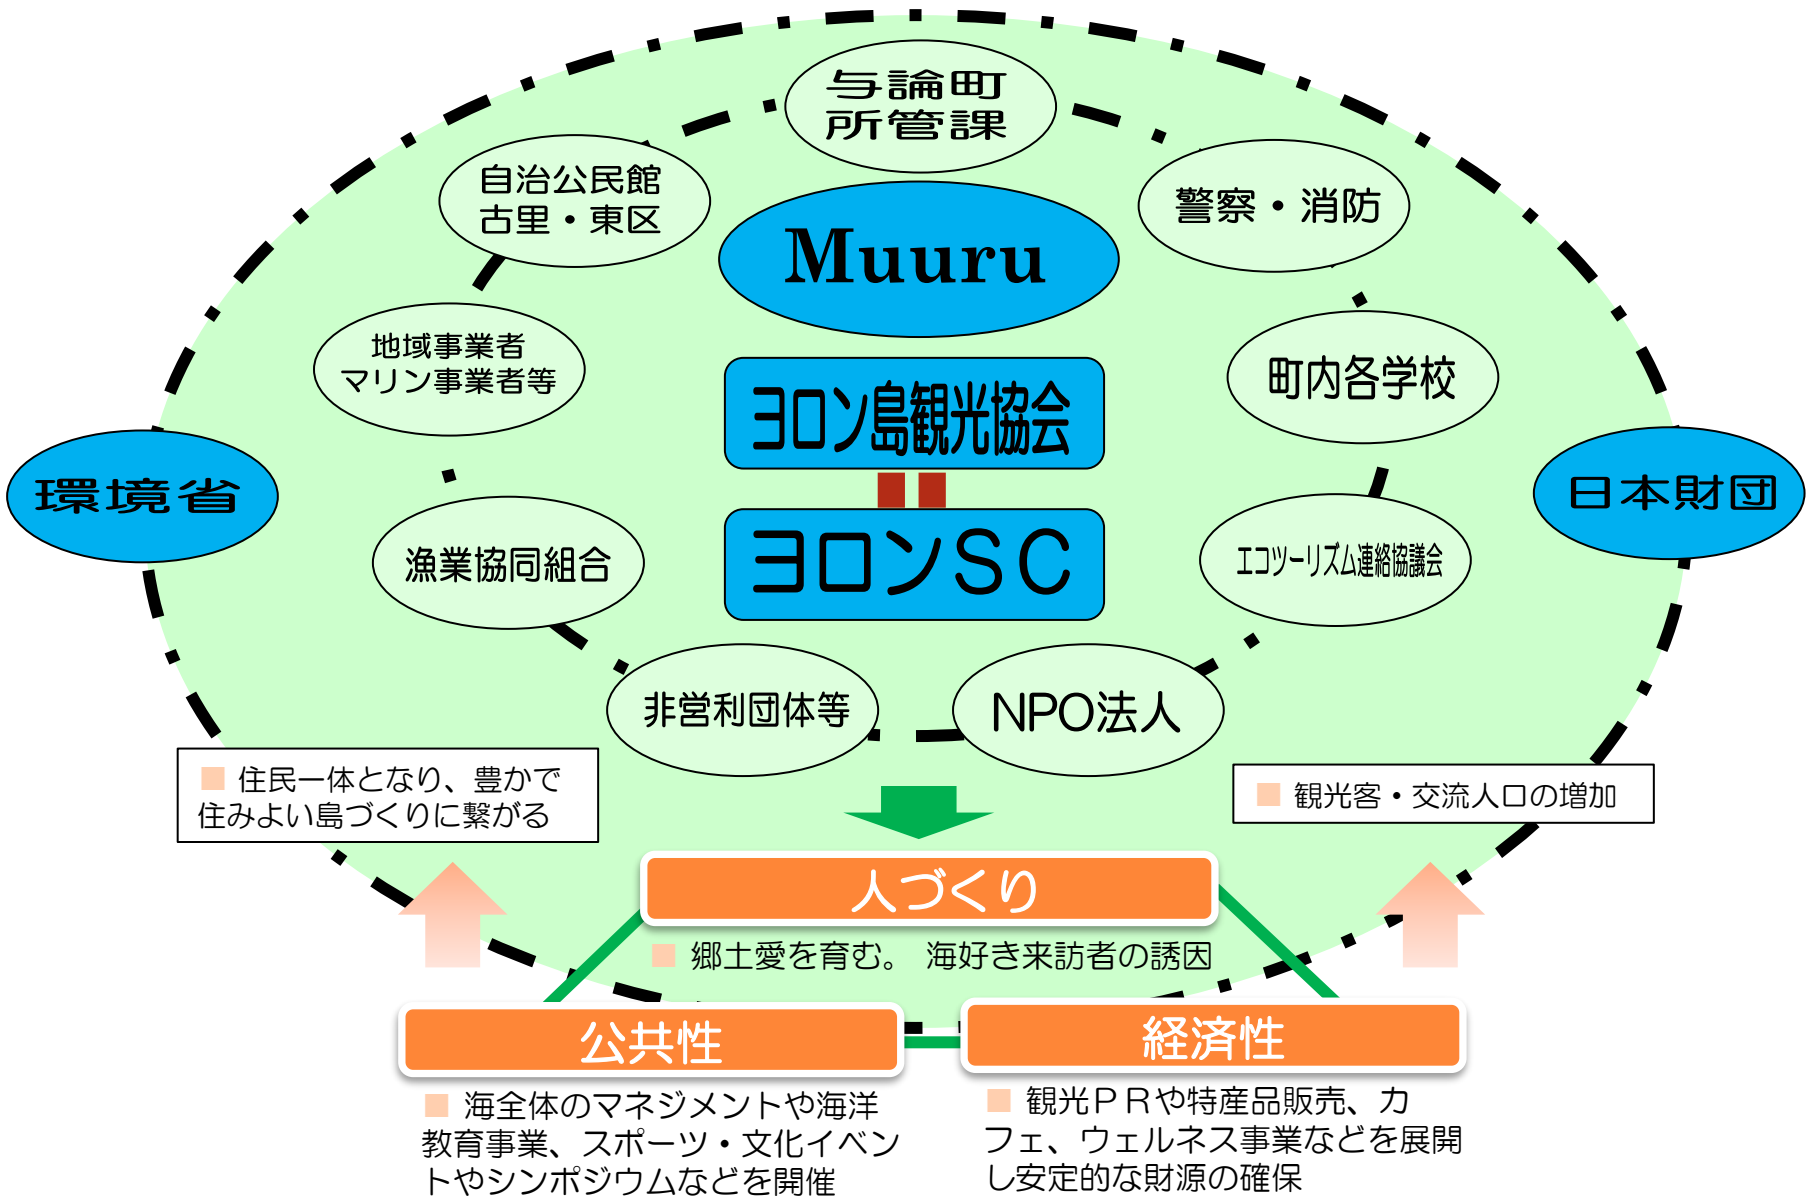 与論町
所管課
自治公民館
古里・東区
警察・消防
Muuru
地域事業者
マリン事業者等
町内各学校
ヨロン島観光協会
環境省
日本財団
ヨロンSC
漁業協同組合
エコツーリズム連絡協議会
非営利団体等
NPO法人
住民一体となり、豊かで
住みよい島づくりに繋がる
観光客・交流人口の増加
人づくり
郷土愛を育む。 海好き来訪者の誘因
公共性
経済性
海全体のマネジメントや海洋
教育事業、スポーツ・文化イベン
トやシンポジウムなどを開催
観光ＰＲや特産品販売、カ
フェ、ウェルネス事業などを展開
し安定的な財源の確保